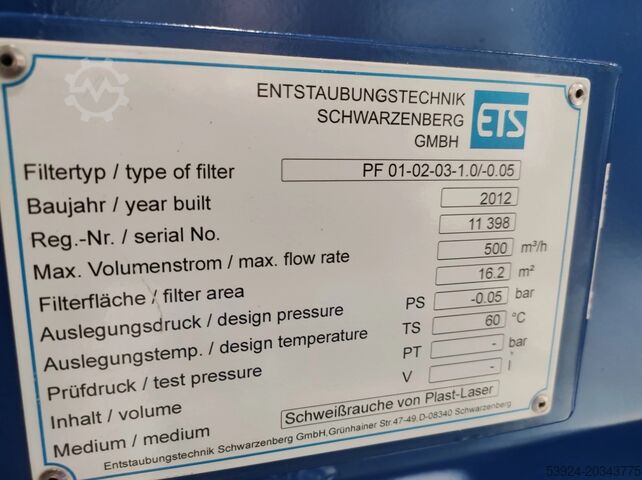 ENTSTAUBUNGSTECHNIK
SCHWARZENBERG
GMBH
ETS
Filtertyp / type of filter PF 01-02-03-1.0/-0.05
Baujahr / year built 2012
Reg.-Nr. / serial No. 11 398
Max. Volumenstrom / max. flow rate 500 m³/h
Filterfläche / filter area 16.2 m²
Auslegungsdruck / design pressure PS -0.05 bar
Auslegungstemp. / design temperature TS 60 °C
Prüfdruck / test pressure PT - bar
Inhalt / volume V - l
Medium / medium Schweißrauche von Plast-Laser
Entstaubungstechnik Schwarzenberg GmbH,Grünhainer Str.47-49,D-08340 Schwarzenberg
53924-20343775